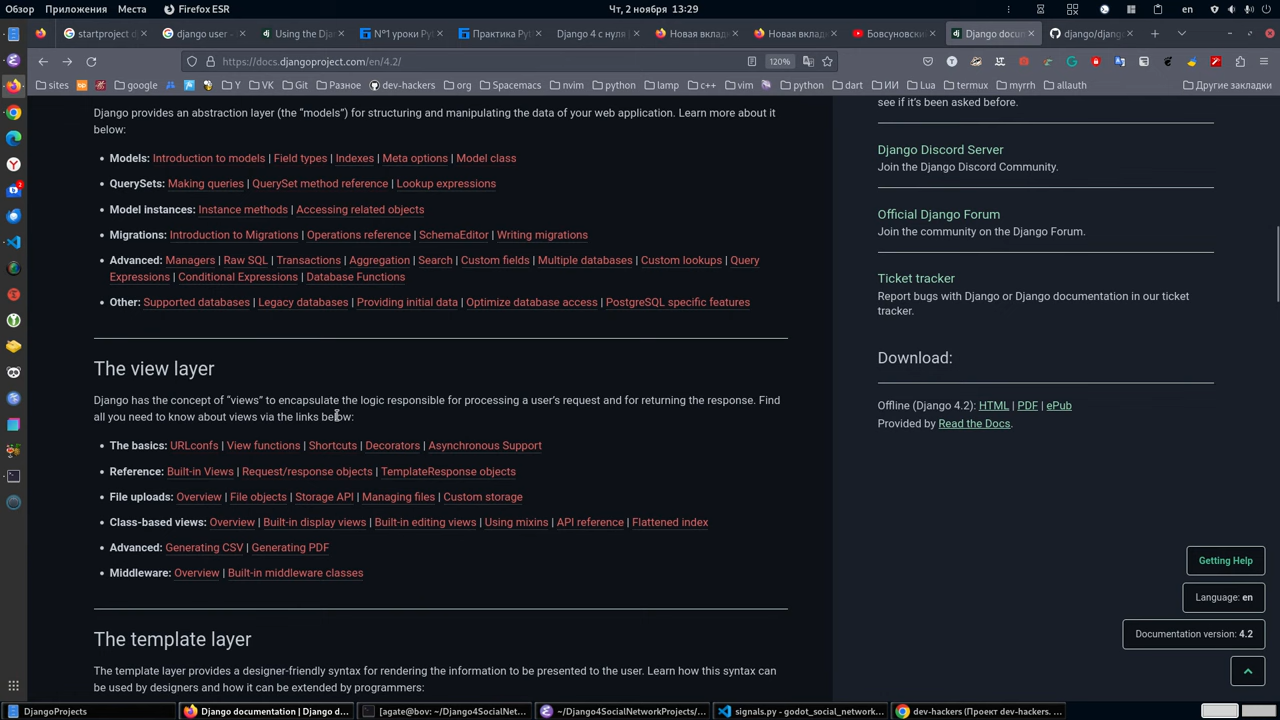 Обзор Приложения Места Firefox ESR Чт, 2 ноября 13:29 en
startproject d django user - Using the Dja N°1 уроки Pyt Практика Pyt Django 4 с нуля Новая вкла Новая вкла Бовсуновски Django docun django/djang
https://docs.djangoproject.com/en/4.2/ 120%
sites google Y VK Git Разное dev-hackers org Spacemacs nvim python lamp c++ vim python dart ИИ Lua termux myrrh allauth Другие закладки
Django provides an abstraction layer (the “models”) for structuring and manipulating the data of your web application. Learn more about it
below:
• Models: Introduction to models | Field types | Indexes | Meta options | Model class
• QuerySets: Making queries | QuerySet method reference | Lookup expressions
• Model instances: Instance methods | Accessing related objects
• Migrations: Introduction to Migrations | Operations reference | SchemaEditor | Writing migrations
• Advanced: Managers | Raw SQL | Transactions | Aggregation | Search | Custom fields | Multiple databases | Custom lookups | Query
Expressions | Conditional Expressions | Database Functions
• Other: Supported databases | Legacy databases | Providing initial data | Optimize database access | PostgreSQL specific features
The view layer
Django has the concept of “views” to encapsulate the logic responsible for processing a user’s request and for returning the response. Find
all you need to know about views via the links below:
• The basics: URLconfs | View functions | Shortcuts | Decorators | Asynchronous Support
• Reference: Built-in Views | Request/response objects | TemplateResponse objects
• File uploads: Overview | File objects | Storage API | Managing files | Custom storage
• Class-based views: Overview | Built-in display views | Built-in editing views | Using mixins | API reference | Flattened index
• Advanced: Generating CSV | Generating PDF
• Middleware: Overview | Built-in middleware classes
The template layer
The template layer provides a designer-friendly syntax for rendering the information to be presented to the user. Learn how this syntax can
be used by designers and how it can be extended by programmers:
see if it’s been asked before.
Django Discord Server
Join the Django Discord Community.
Official Django Forum
Join the community on the Django Forum.
Ticket tracker
Report bugs with Django or Django documentation in our ticket
tracker.
Download:
Offline (Django 4.2): HTML | PDF | ePub
Provided by Read the Docs.
Getting Help
Language: en
Documentation version: 4.2
DjangoProjects Django documentation | Django d... [agate@bov: ~/Django4SocialNet... ~/Django4SocialNetworkProjects/... signals.py - godot_social_network... dev-hackers (Проект dev-hackers. ...